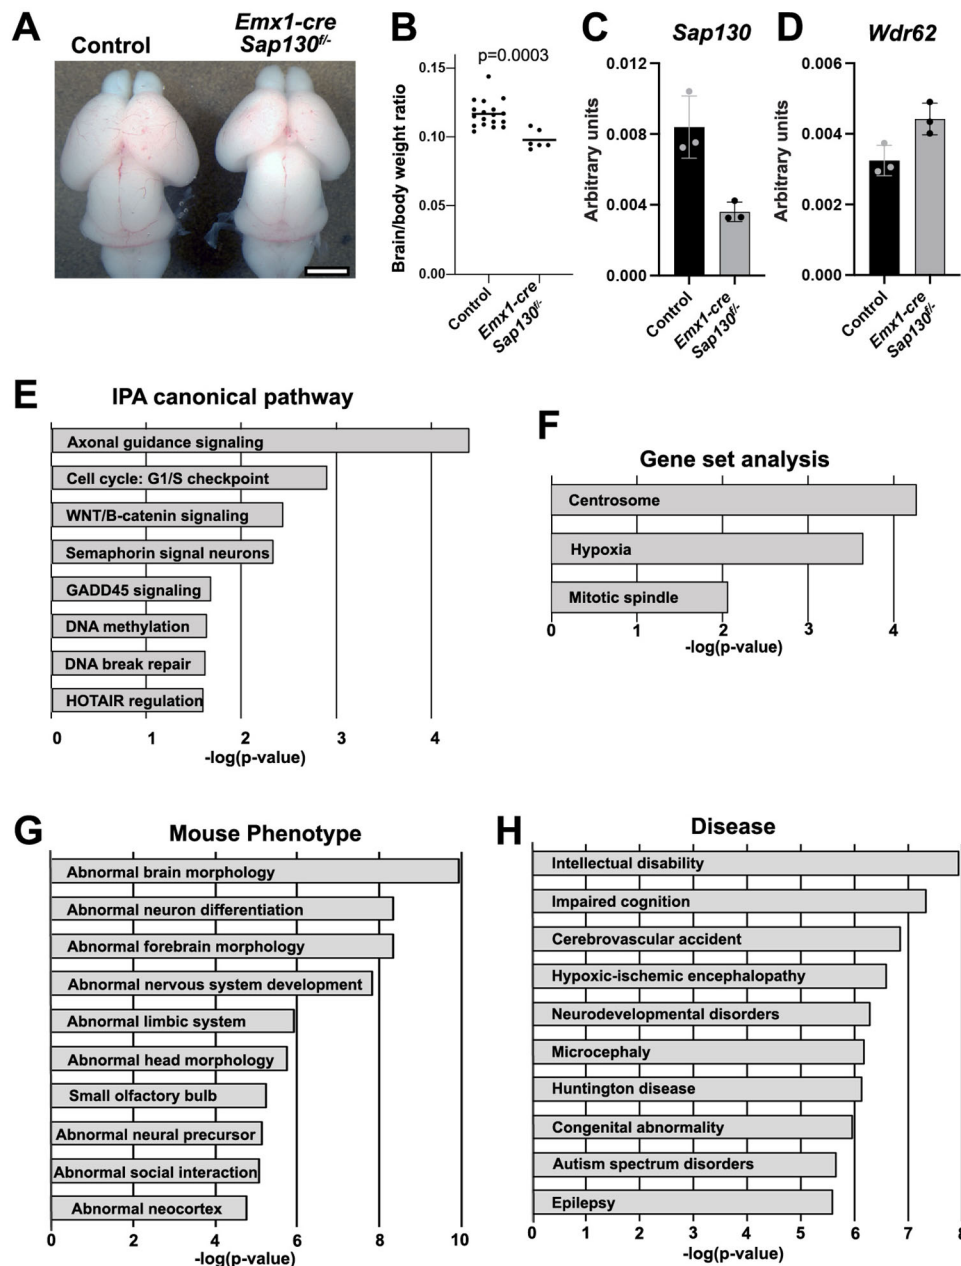 A
Control
Emx1-cre
Sap130f/-
B
p=0.0003
0.15
0.10
0.05
0.00
Brain/body weight ratio
Control
Emx1-cre
Sap130f/-
C
Sap130
0.012
0.008
0.004
0.000
Arbitrary units
Control
Emx1-cre
Sap130f/-
D
Wdr62
0.006
0.004
0.002
0.000
Arbitrary units
Control
Emx1-cre
Sap130f/-
E
IPA canonical pathway
Axonal guidance signaling
Cell cycle: G1/S checkpoint
WNT/B-catenin signaling
Semaphorin signal neurons
GADD45 signaling
DNA methylation
DNA break repair
HOTAIR regulation
0 1 2 3 4
-log(p-value)
F
Gene set analysis
Centrosome
Hypoxia
Mitotic spindle
0 1 2 3 4
-log(p-value)
G
Mouse Phenotype
Abnormal brain morphology
Abnormal neuron differentiation
Abnormal forebrain morphology
Abnormal nervous system development
Abnormal limbic system
Abnormal head morphology
Small olfactory bulb
Abnormal neural precursor
Abnormal social interaction
Abnormal neocortex
0 2 4 6 8 10
-log(p-value)
H
Disease
Intellectual disability
Impaired cognition
Cerebrovascular accident
Hypoxic-ischemic encephalopathy
Neurodevelopmental disorders
Microcephaly
Huntington disease
Congenital abnormality
Autism spectrum disorders
Epilepsy
0 1 2 3 4 5 6 7 8
-log(p-value)